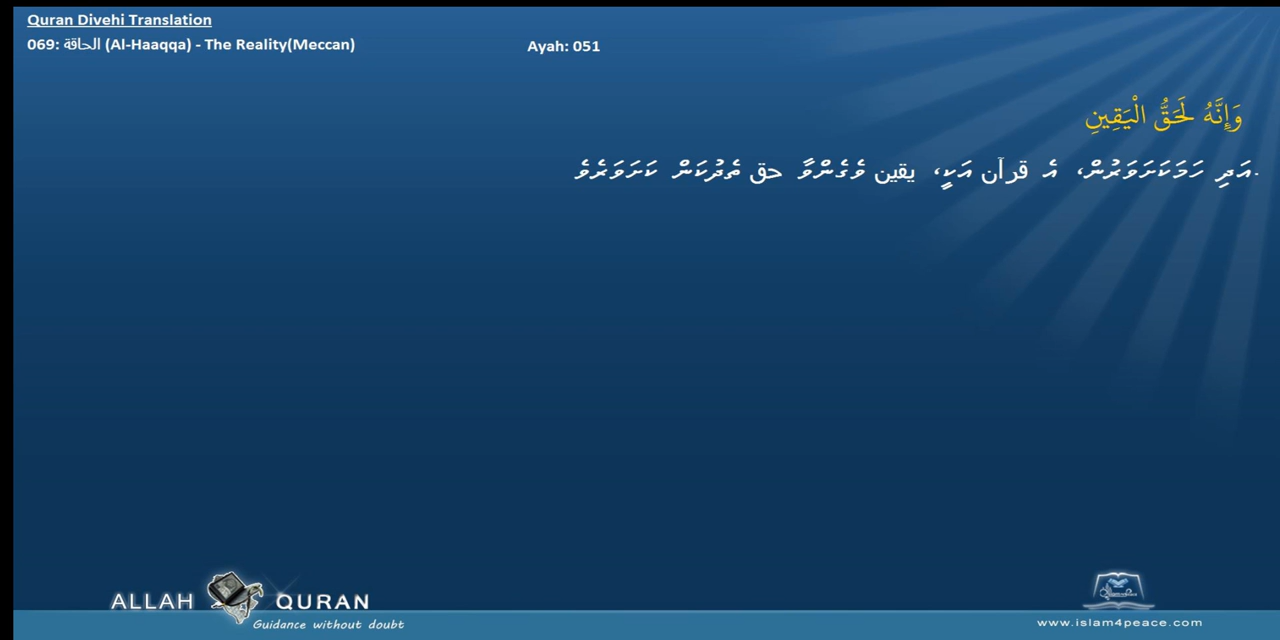 Quran Divehi Translation
069: الحاقة (Al-Haaqqa) - The Reality(Meccan)
Ayah: 051
وَإِنَّهُ لَحَقُّ الْيَقِينِ
އަދި ހަމަކަށަވަރުން، އެ قرآن އަކީ، يقين ވެގެންވާ حق ތެދުކަން ކަށަވަރެވެ.
ALLAH QURAN
Guidance without doubt
www.islam4peace.com